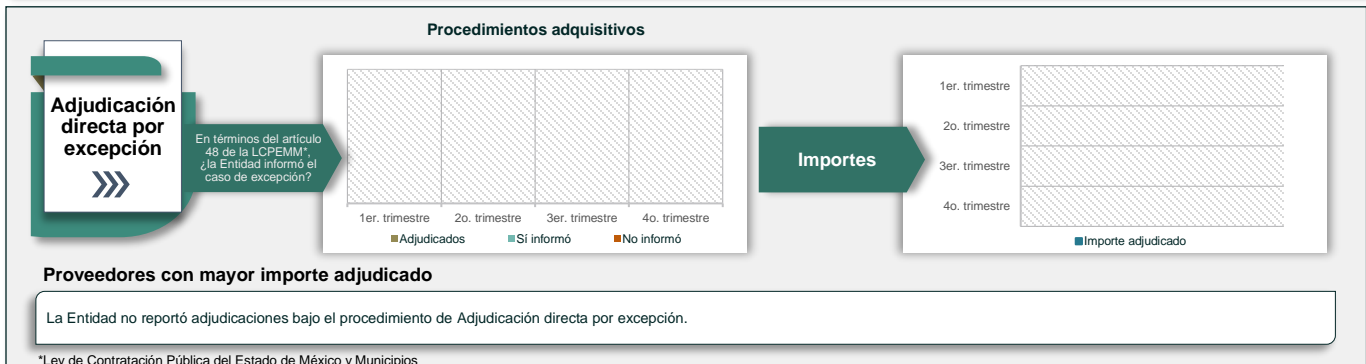 Procedimientos adquisitivos
Adjudicación
directa por
excepción
En términos del artículo
48 de la LCPEMM*,
¿la Entidad informó el
caso de excepción?
1er. trimestre 2o. trimestre 3er. trimestre 4o. trimestre
Adjudicados Sí informó No informó
Importes
1er. trimestre
2o. trimestre
3er. trimestre
4o. trimestre
Importe adjudicado
Proveedores con mayor importe adjudicado
La Entidad no reportó adjudicaciones bajo el procedimiento de Adjudicación directa por excepción.
*Ley de Contratación Pública del Estado de México y Municipios